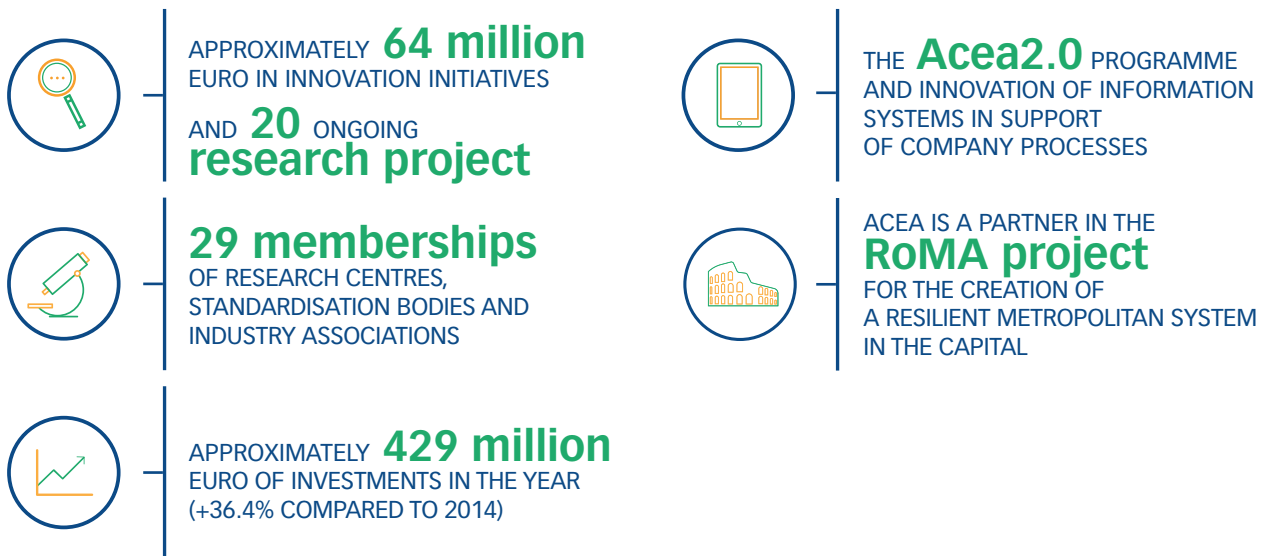 APPROXIMATELY 64 million
EURO IN INNOVATION INITIATIVES
AND 20 ONGOING
research project
29 memberships
OF RESEARCH CENTRES,
STANDARDISATION BODIES AND
INDUSTRY ASSOCIATIONS
APPROXIMATELY 429 million
EURO OF INVESTMENTS IN THE YEAR
(+36.4% COMPARED TO 2014)
THE Acea2.0 PROGRAMME
AND INNOVATION OF INFORMATION
SYSTEMS IN SUPPORT
OF COMPANY PROCESSES
ACEA IS A PARTNER IN THE
RoMA project
FOR THE CREATION OF
A RESILIENT METROPOLITAN SYSTEM
IN THE CAPITAL